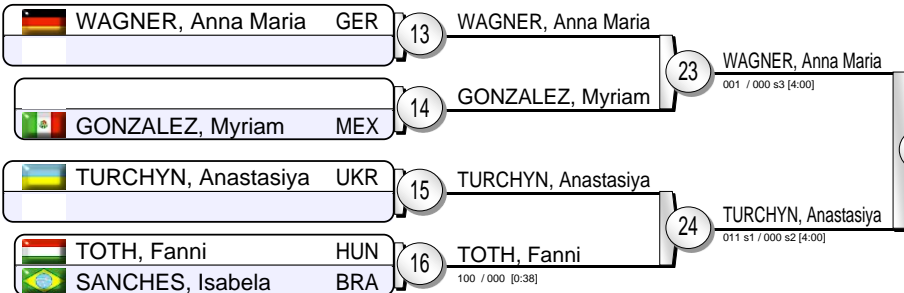 WAGNER, Anna Maria GER
13
WAGNER, Anna Maria
23
WAGNER, Anna Maria
001 / 000 s3 [4:00]
14
GONZALEZ, Myriam
GONZALEZ, Myriam MEX
TURCHYN, Anastasiya UKR
15
TURCHYN, Anastasiya
24
TURCHYN, Anastasiya
011 s1 / 000 s2 [4:00]
TOTH, Fanni HUN
16
TOTH, Fanni
100 / 000 [0:38]
SANCHES, Isabela BRA